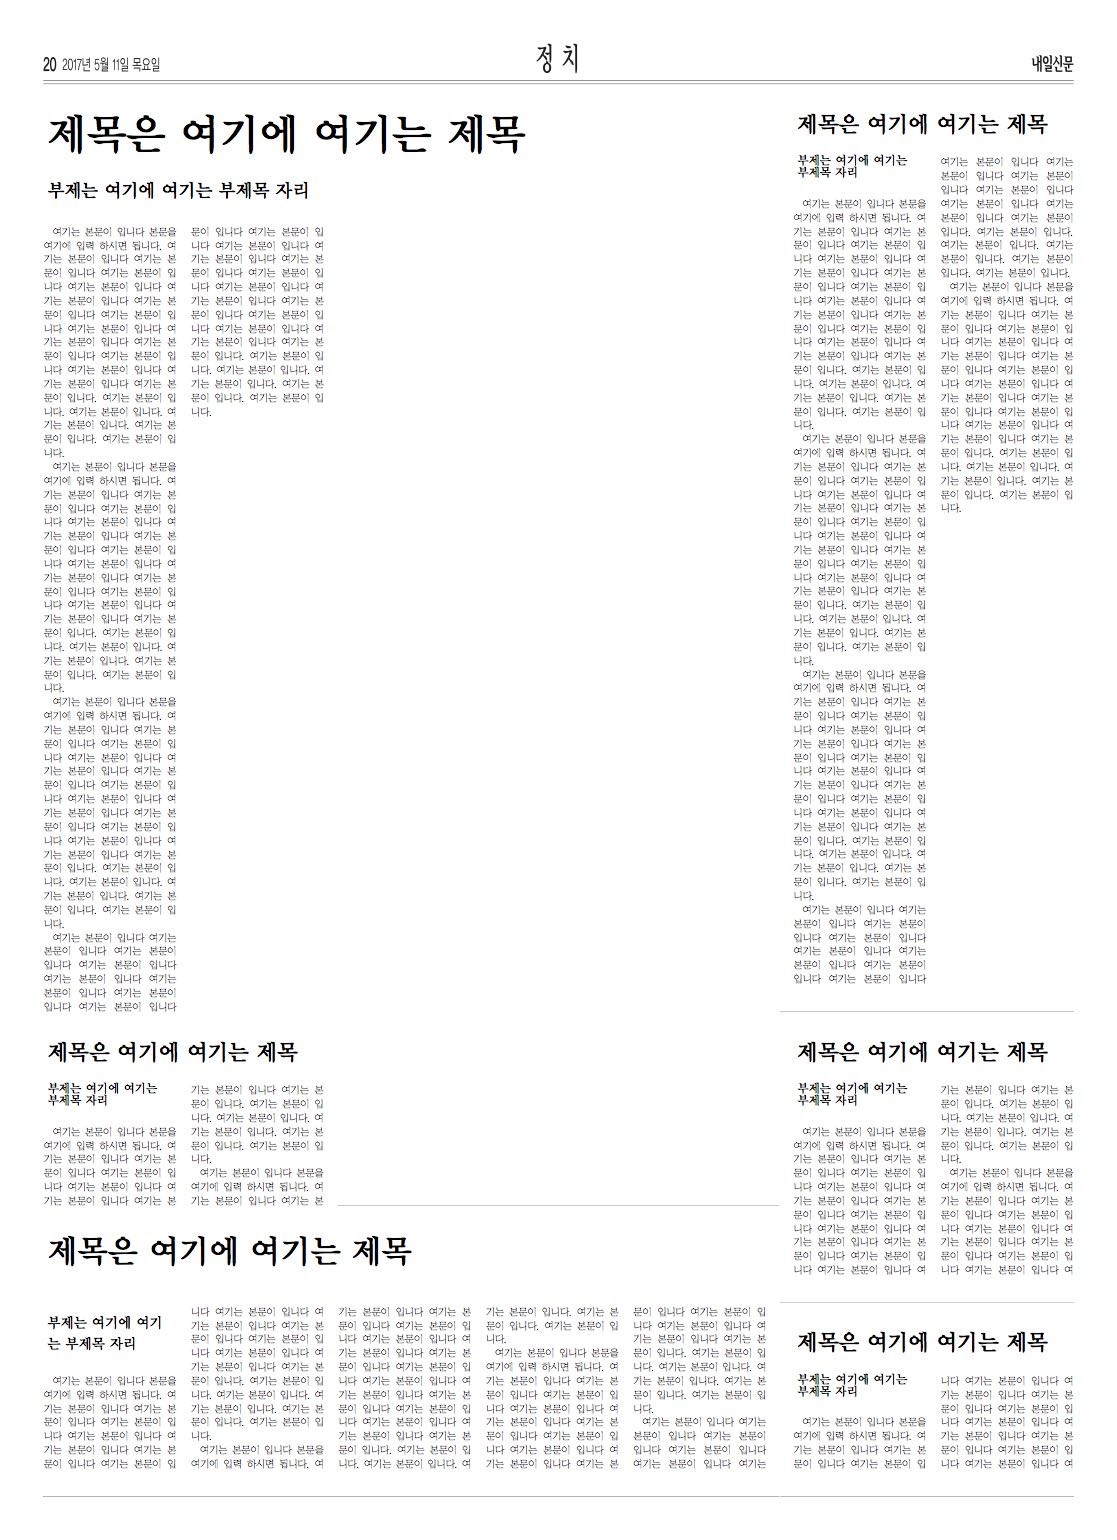 20 2017년 5월 11일 목요일
정치
내일신문
제목은 여기에 여기는 제목
부제는 여기에 여기는 부제목 자리
여기는 본문이 입니다 본문을
여기에 입력 하시면 됩니다. 여
기는 본문이 입니다 여기는 본
문이 입니다 여기는 본문이 입
니다 여기는 본문이 입니다 여
기는 본문이 입니다 여기는 본
문이 입니다 여기는 본문이 입
니다 여기는 본문이 입니다 여
기는 본문이 입니다 여기는 본
문이 입니다 여기는 본문이 입
니다 여기는 본문이 입니다 여
기는 본문이 입니다 여기는 본
문이 입니다. 여기는 본문이 입
니다. 여기는 본문이 입니다. 여
기는 본문이 입니다. 여기는 본
문이 입니다. 여기는 본문이 입
니다.
여기는 본문이 입니다 본문을
여기에 입력 하시면 됩니다. 여
기는 본문이 입니다 여기는 본
문이 입니다 여기는 본문이 입
니다 여기는 본문이 입니다 여
기는 본문이 입니다 여기는 본
문이 입니다 여기는 본문이 입
니다 여기는 본문이 입니다 여
기는 본문이 입니다 여기는 본
문이 입니다 여기는 본문이 입
니다 여기는 본문이 입니다 여
기는 본문이 입니다 여기는 본
문이 입니다. 여기는 본문이 입
니다. 여기는 본문이 입니다. 여
기는 본문이 입니다. 여기는 본
문이 입니다. 여기는 본문이 입
니다.
여기는 본문이 입니다 본문을
여기에 입력 하시면 됩니다. 여
기는 본문이 입니다 여기는 본
문이 입니다 여기는 본문이 입
니다 여기는 본문이 입니다 여
기는 본문이 입니다 여기는 본
문이 입니다 여기는 본문이 입
니다 여기는 본문이 입니다 여
기는 본문이 입니다 여기는 본
문이 입니다 여기는 본문이 입
니다 여기는 본문이 입니다 여
기는 본문이 입니다 여기는 본
문이 입니다. 여기는 본문이 입
니다. 여기는 본문이 입니다. 여
기는 본문이 입니다. 여기는 본
문이 입니다. 여기는 본문이 입
니다.
여기는 본문이 입니다 여기는
본문이 입니다 여기는 본문이
입니다 여기는 본문이 입니다
여기는 본문이 입니다 여기는
본문이 입니다 여기는 본문이
입니다 여기는 본문이 입니다
문이 입니다 여기는 본문이 입
니다 여기는 본문이 입니다 여
기는 본문이 입니다 여기는 본
문이 입니다 여기는 본문이 입
니다 여기는 본문이 입니다 여
기는 본문이 입니다 여기는 본
문이 입니다 여기는 본문이 입
니다 여기는 본문이 입니다 여
기는 본문이 입니다 여기는 본
문이 입니다. 여기는 본문이 입
니다. 여기는 본문이 입니다. 여
기는 본문이 입니다. 여기는 본
문이 입니다. 여기는 본문이 입
니다.
제목은 여기에 여기는 제목
부제는 여기에 여기는
부제목 자리
여기는 본문이 입니다 본문을
여기에 입력 하시면 됩니다. 여
기는 본문이 입니다 여기는 본
문이 입니다 여기는 본문이 입
니다 여기는 본문이 입니다 여
기는 본문이 입니다 여기는 본
문이 입니다 여기는 본문이 입
니다 여기는 본문이 입니다 여
기는 본문이 입니다 여기는 본
문이 입니다 여기는 본문이 입
니다 여기는 본문이 입니다 여
기는 본문이 입니다 여기는 본
문이 입니다. 여기는 본문이 입
니다. 여기는 본문이 입니다. 여
기는 본문이 입니다. 여기는 본
문이 입니다. 여기는 본문이 입
니다.
여기는 본문이 입니다 본문을
여기에 입력 하시면 됩니다. 여
기는 본문이 입니다 여기는 본
문이 입니다 여기는 본문이 입
니다 여기는 본문이 입니다 여
기는 본문이 입니다 여기는 본
문이 입니다 여기는 본문이 입
니다 여기는 본문이 입니다 여
기는 본문이 입니다 여기는 본
문이 입니다 여기는 본문이 입
니다 여기는 본문이 입니다 여
기는 본문이 입니다 여기는 본
문이 입니다. 여기는 본문이 입
니다. 여기는 본문이 입니다. 여
기는 본문이 입니다. 여기는 본
문이 입니다. 여기는 본문이 입
니다.
여기는 본문이 입니다 본문을
여기에 입력 하시면 됩니다. 여
기는 본문이 입니다 여기는 본
문이 입니다 여기는 본문이 입
니다 여기는 본문이 입니다 여
기는 본문이 입니다 여기는 본
문이 입니다 여기는 본문이 입
니다 여기는 본문이 입니다 여
기는 본문이 입니다 여기는 본
문이 입니다 여기는 본문이 입
니다 여기는 본문이 입니다 여
기는 본문이 입니다 여기는 본
문이 입니다. 여기는 본문이 입
니다. 여기는 본문이 입니다. 여
기는 본문이 입니다. 여기는 본
문이 입니다. 여기는 본문이 입
니다.
여기는 본문이 입니다 여기는
본문이 입니다 여기는 본문이
입니다 여기는 본문이 입니다
여기는 본문이 입니다 여기는
본문이 입니다 여기는 본문이
입니다 여기는 본문이 입니다
여기는 본문이 입니다 여기는
본문이 입니다 여기는 본문이
입니다 여기는 본문이 입니다
여기는 본문이 입니다 여기는
본문이 입니다 여기는 본문이
입니다. 여기는 본문이 입니다.
여기는 본문이 입니다. 여기는
본문이 입니다. 여기는 본문이
입니다. 여기는 본문이 입니다.
여기는 본문이 입니다 본문을
여기에 입력 하시면 됩니다. 여
기는 본문이 입니다 여기는 본
문이 입니다 여기는 본문이 입
니다 여기는 본문이 입니다 여
기는 본문이 입니다 여기는 본
문이 입니다 여기는 본문이 입
니다 여기는 본문이 입니다 여
기는 본문이 입니다 여기는 본
문이 입니다 여기는 본문이 입
니다 여기는 본문이 입니다 여
기는 본문이 입니다 여기는 본
문이 입니다. 여기는 본문이 입
니다. 여기는 본문이 입니다. 여
기는 본문이 입니다. 여기는 본
문이 입니다. 여기는 본문이 입
니다.
제목은 여기에 여기는 제목
부제는 여기에 여기는
부제목 자리
여기는 본문이 입니다 본문을
여기에 입력 하시면 됩니다. 여
기는 본문이 입니다 여기는 본
문이 입니다 여기는 본문이 입
니다 여기는 본문이 입니다 여
기는 본문이 입니다 여기는 본
기는 본문이 입니다 여기는 본
문이 입니다. 여기는 본문이 입
니다. 여기는 본문이 입니다. 여
기는 본문이 입니다. 여기는 본
문이 입니다. 여기는 본문이 입
니다.
여기는 본문이 입니다 본문을
여기에 입력 하시면 됩니다. 여
기는 본문이 입니다 여기는 본
제목은 여기에 여기는 제목
부제는 여기에 여기는
부제목 자리
여기는 본문이 입니다 본문을
여기에 입력 하시면 됩니다. 여
기는 본문이 입니다 여기는 본
문이 입니다 여기는 본문이 입
니다 여기는 본문이 입니다 여
기는 본문이 입니다 여기는 본
문이 입니다 여기는 본문이 입
니다 여기는 본문이 입니다 여
기는 본문이 입니다 여기는 본
문이 입니다 여기는 본문이 입
니다 여기는 본문이 입니다 여
기는 본문이 입니다 여기는 본
문이 입니다. 여기는 본문이 입
니다. 여기는 본문이 입니다. 여
기는 본문이 입니다. 여기는 본
문이 입니다. 여기는 본문이 입
니다.
여기는 본문이 입니다 본문을
여기에 입력 하시면 됩니다. 여
기는 본문이 입니다 여기는 본
문이 입니다 여기는 본문이 입
니다 여기는 본문이 입니다 여
기는 본문이 입니다 여기는 본
문이 입니다 여기는 본문이 입
니다 여기는 본문이 입니다 여
제목은 여기에 여기는 제목
부제는 여기에 여기
는 부제목 자리
여기는 본문이 입니다 본문을
여기에 입력 하시면 됩니다. 여
기는 본문이 입니다 여기는 본
문이 입니다 여기는 본문이 입
니다 여기는 본문이 입니다 여
기는 본문이 입니다 여기는 본
문이 입니다 여기는 본문이 입
니다 여기는 본문이 입니다 여
기는 본문이 입니다 여기는 본
문이 입니다 여기는 본문이 입
니다 여기는 본문이 입니다 여
기는 본문이 입니다 여기는 본
문이 입니다. 여기는 본문이 입
니다. 여기는 본문이 입니다. 여
기는 본문이 입니다. 여기는 본
문이 입니다. 여기는 본문이 입
니다.
여기는 본문이 입니다 본문을
여기에 입력 하시면 됩니다. 여
기는 본문이 입니다 여기는 본
문이 입니다 여기는 본문이 입
니다 여기는 본문이 입니다 여
기는 본문이 입니다 여기는 본
문이 입니다 여기는 본문이 입
니다 여기는 본문이 입니다 여
기는 본문이 입니다 여기는 본
문이 입니다 여기는 본문이 입
니다 여기는 본문이 입니다 여
기는 본문이 입니다 여기는 본
문이 입니다. 여기는 본문이 입
니다. 여기는 본문이 입니다. 여
기는 본문이 입니다. 여기는 본
문이 입니다. 여기는 본문이 입
니다.
여기는 본문이 입니다 본문을
여기에 입력 하시면 됩니다. 여
기는 본문이 입니다 여기는 본
문이 입니다 여기는 본문이 입
니다 여기는 본문이 입니다 여
기는 본문이 입니다 여기는 본
문이 입니다 여기는 본문이 입
니다 여기는 본문이 입니다 여
기는 본문이 입니다 여기는 본
문이 입니다 여기는 본문이 입
니다 여기는 본문이 입니다 여
기는 본문이 입니다 여기는 본
문이 입니다. 여기는 본문이 입
니다. 여기는 본문이 입니다. 여
기는 본문이 입니다. 여기는 본
문이 입니다. 여기는 본문이 입
니다.
여기는 본문이 입니다 여기는
본문이 입니다 여기는 본문이
입니다 여기는 본문이 입니다
여기는 본문이 입니다 여기는
제목은 여기에 여기는 제목
부제는 여기에 여기는
부제목 자리
여기는 본문이 입니다 본문을
여기에 입력 하시면 됩니다. 여
기는 본문이 입니다 여기는 본
문이 입니다 여기는 본문이 입
니다 여기는 본문이 입니다 여
기는 본문이 입니다 여기는 본
문이 입니다 여기는 본문이 입
니다 여기는 본문이 입니다 여
기는 본문이 입니다 여기는 본
문이 입니다 여기는 본문이 입
니다 여기는 본문이 입니다 여